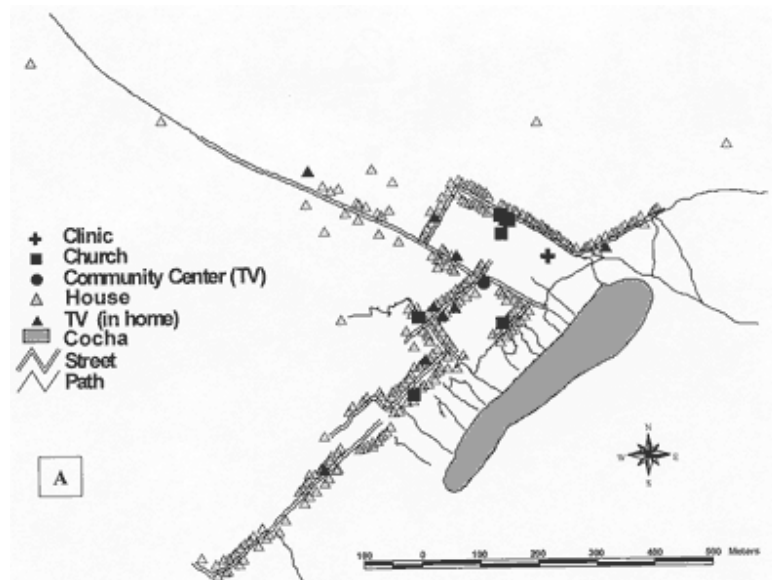 Clinic
Church
Community Center (TV)
House
TV (in home)
Cocha
Street
Path
A
N
W E
S
100 0 100 200 300 400 500 Meters